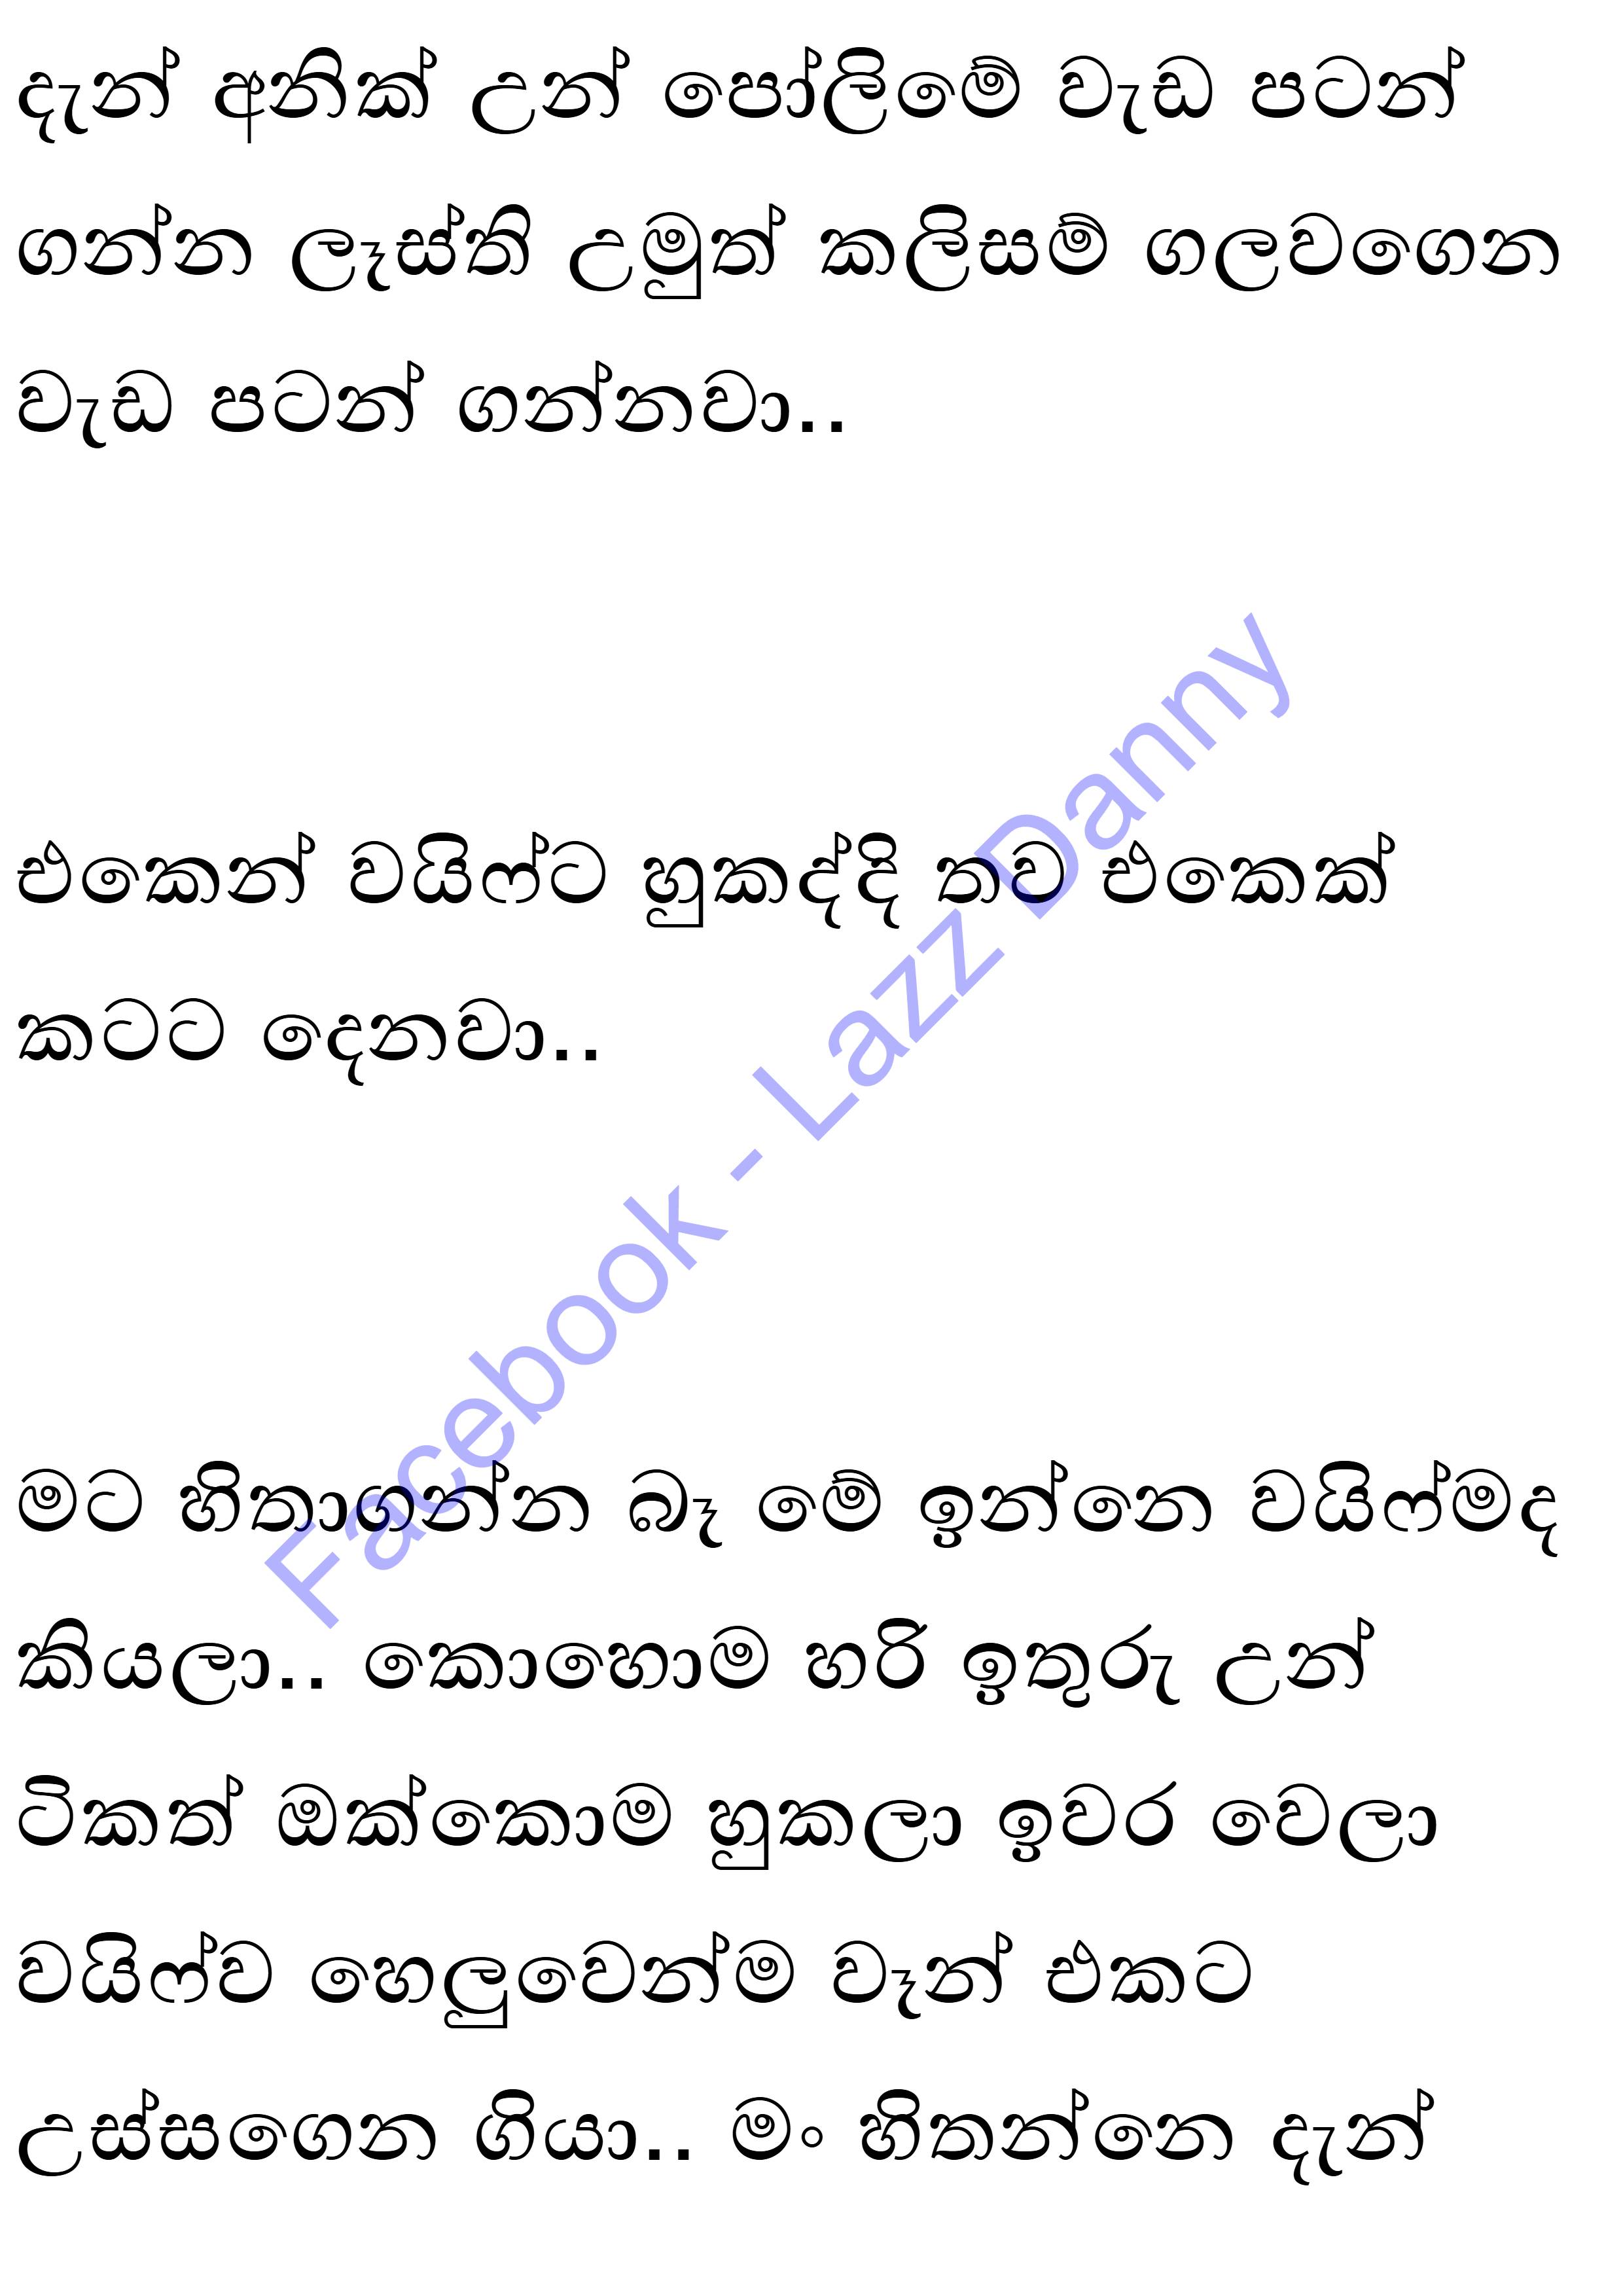 දැන් අනික් උන් පෝලිමේ වැඩ පටන්
ගන්න ලෑස්ති උමුත් කලිසම් ගලවගෙන
වැඩ පටන් ගන්නවා..
එකෙන් වයිෆ්ට හුකද්දි තව එකෙක්
කටට දෙනවා..
මට හිතාගන්න බෑ මේ ඉන්නෙ වයිෆ්මද
කියලා.. කොහොම හරි ඉතුරු උන්
ටිකත් ඔක්කොම හුකලා ඉවර වෙලා
වයිෆ්ව හෙලුවෙන්ම වෑන් එකට
උස්සගෙන ගියා.. මං හිතන්නෙ දැන්
Facebook - Lazz Danny